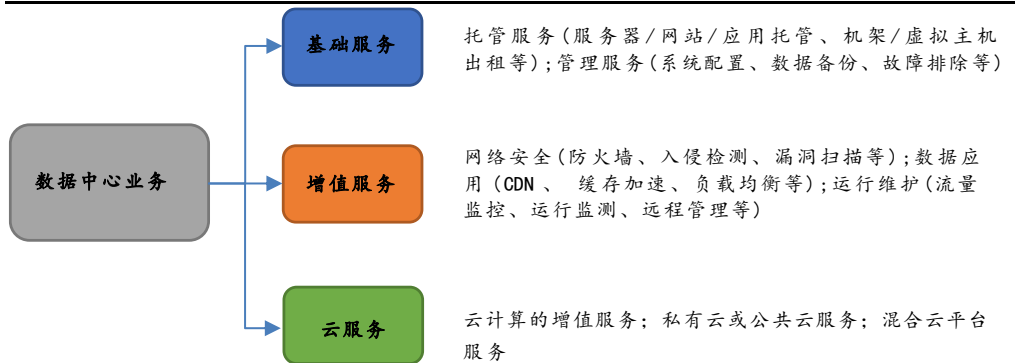 基础服务
托管服务(服务器/网站/应用托管、机架/虚拟主机
出租等);管理服务(系统配置、数据备份、故障排除等)
数据中心业务
增值服务
网络安全(防火墙、入侵检测、漏洞扫描等);数据应
用(CDN、 缓存加速、负载均衡等);运行维护(流量
监控、运行监测、远程管理等)
云服务
云计算的增值服务; 私有云或公共云服务; 混合云平台
服务